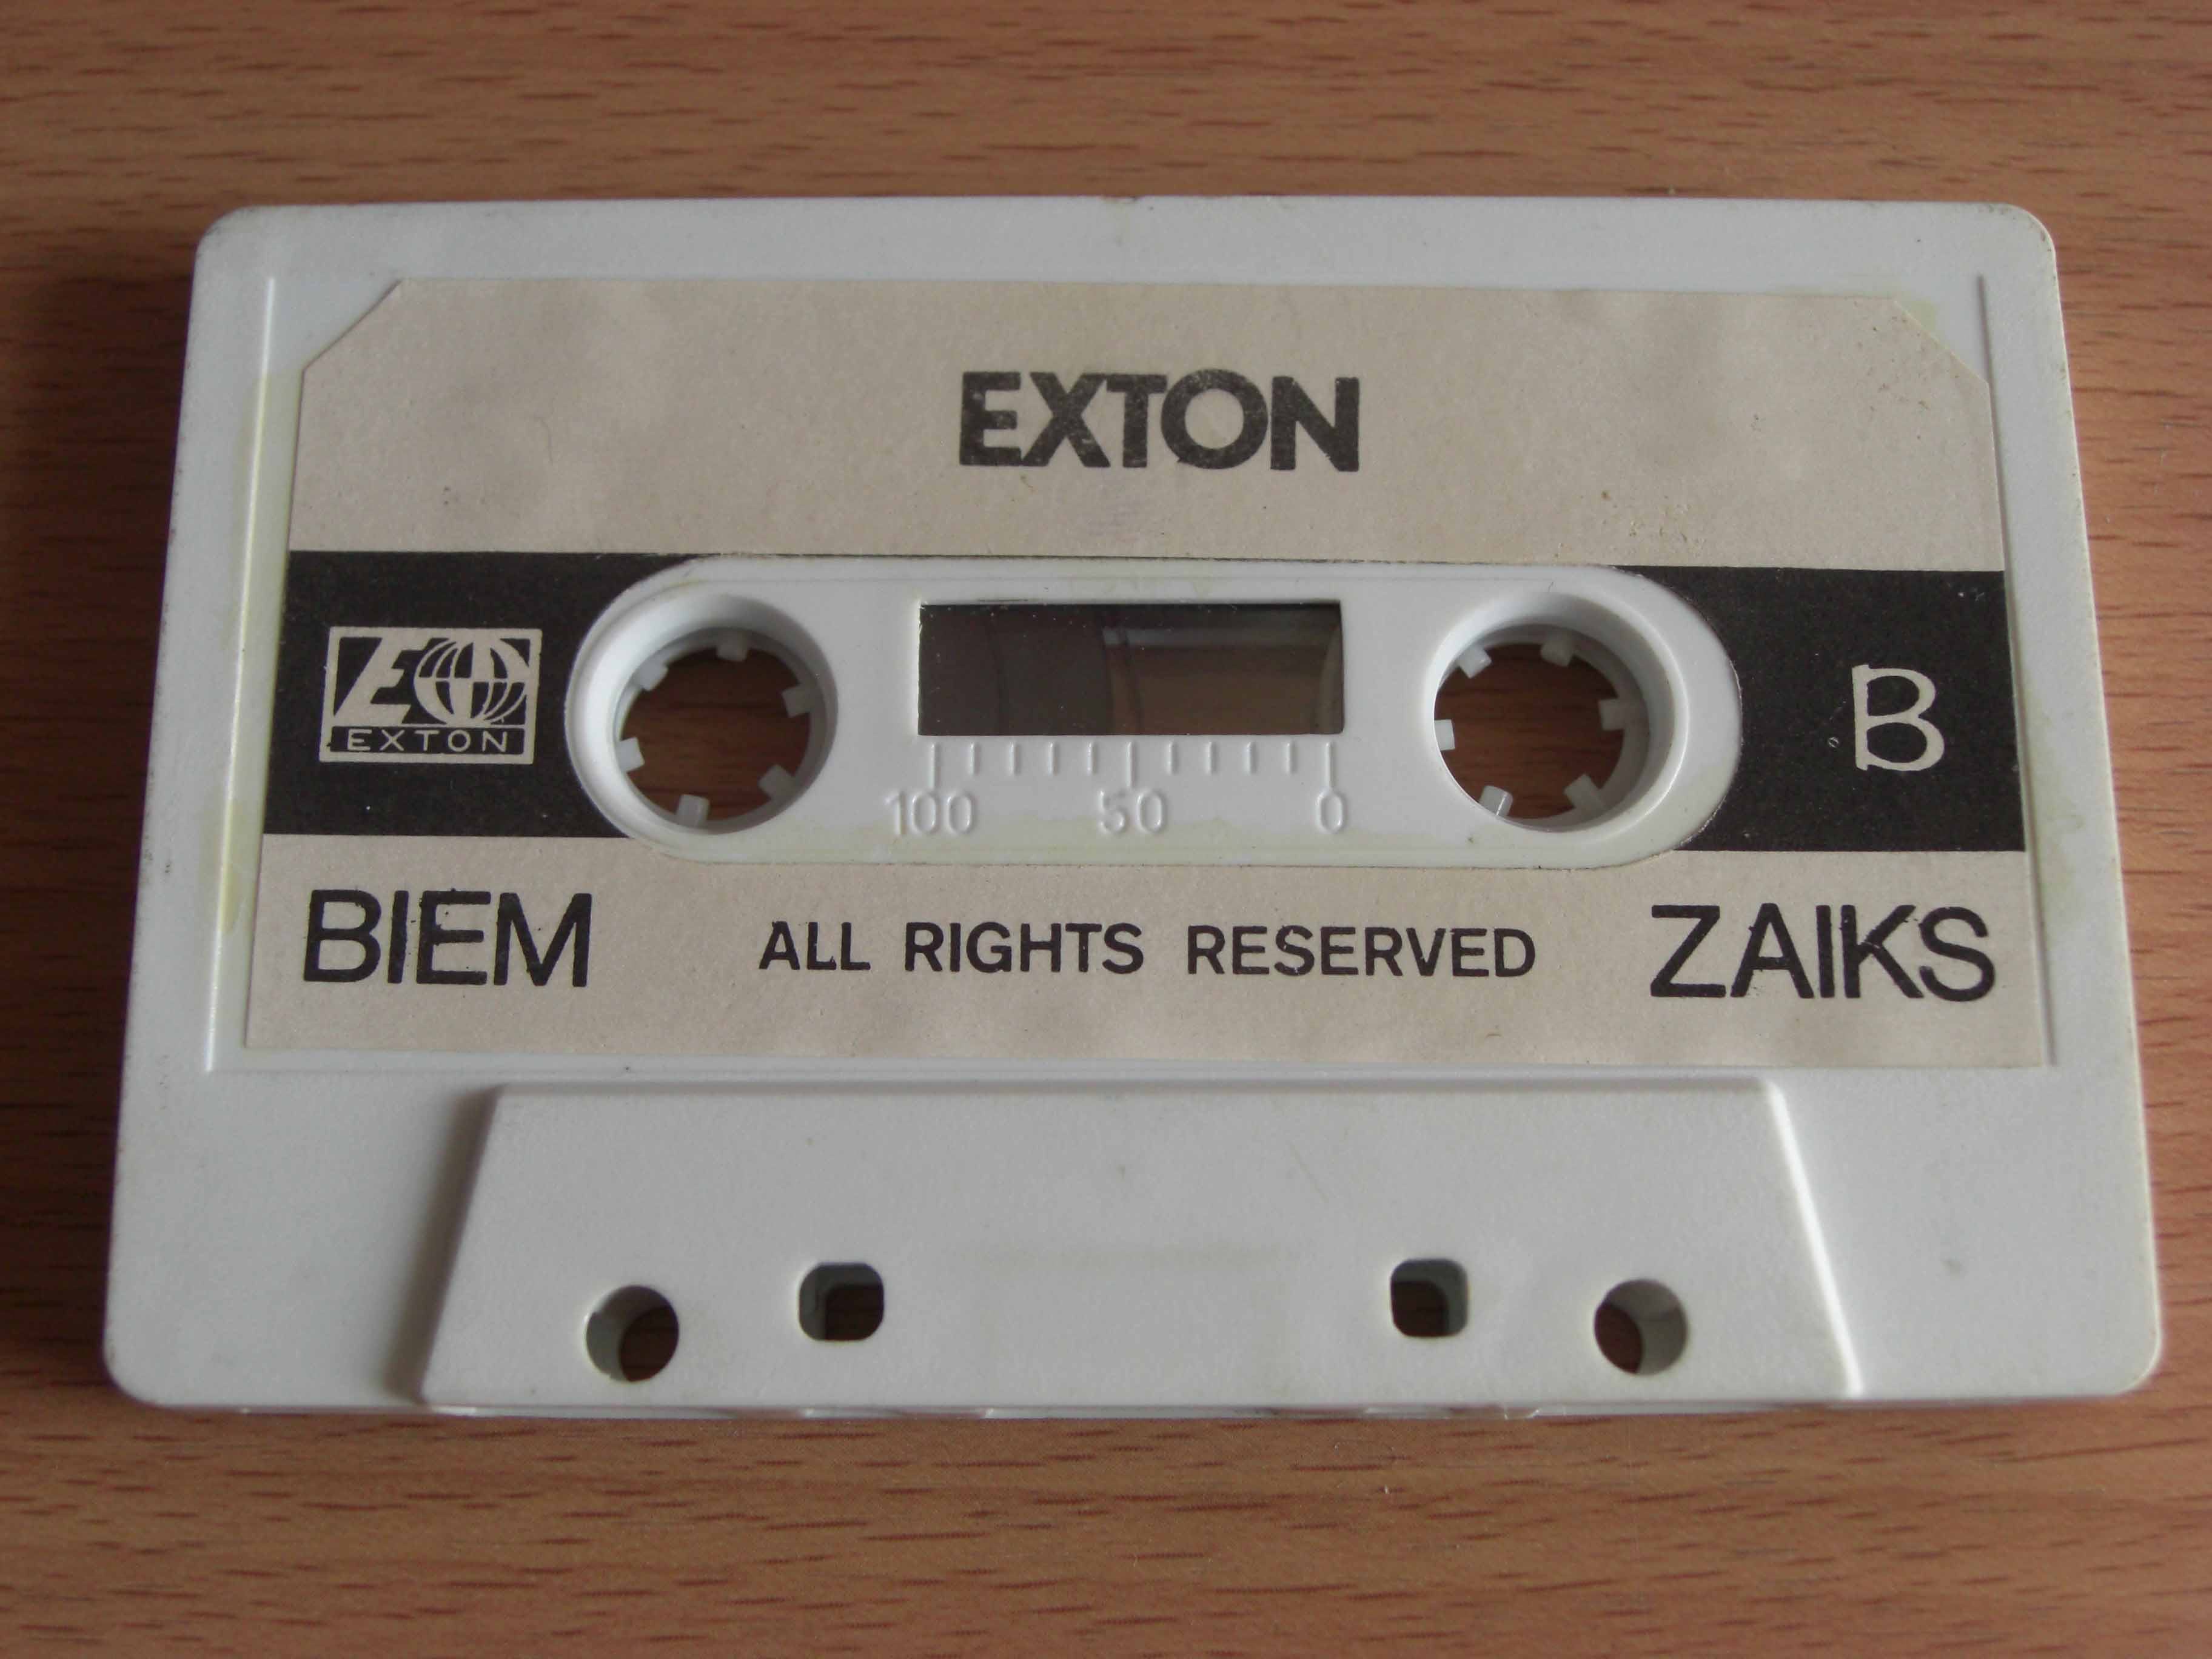 EXTON
E
EXTON
B
100 50 0
BIEM ALL RIGHTS RESERVED ZAIKS